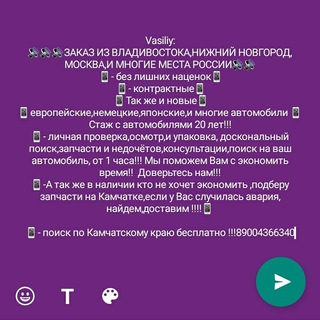 Vasiliy:
ЗАКАЗ ИЗ ВЛАДИВОСТОКА,НИЖНИЙ НОВГОРОД,
МОСКВА,И МНОГИЕ МЕСТА РОССИИ
- без лишних наценок
- контрактные
Так же и новые
европейские,немецкие,японские,и многие автомобили
Стаж с автомобилями 20 лет!!!
- личная проверка,осмотр,и упаковка, доскональный
поиск,запчасти и недочётов,консультации,поиск на ваш
автомобиль, от 1 часа!!! Мы поможем Вам с экономить
время!! Доверьтесь нам!!!
-А так же в наличии кто не хочет экономить ,подберу
запчасти на Камчатке,если у Вас случилась авария,
найдем,доставим !!!!
- поиск по Камчатскому краю бесплатно !!!89004366340
T